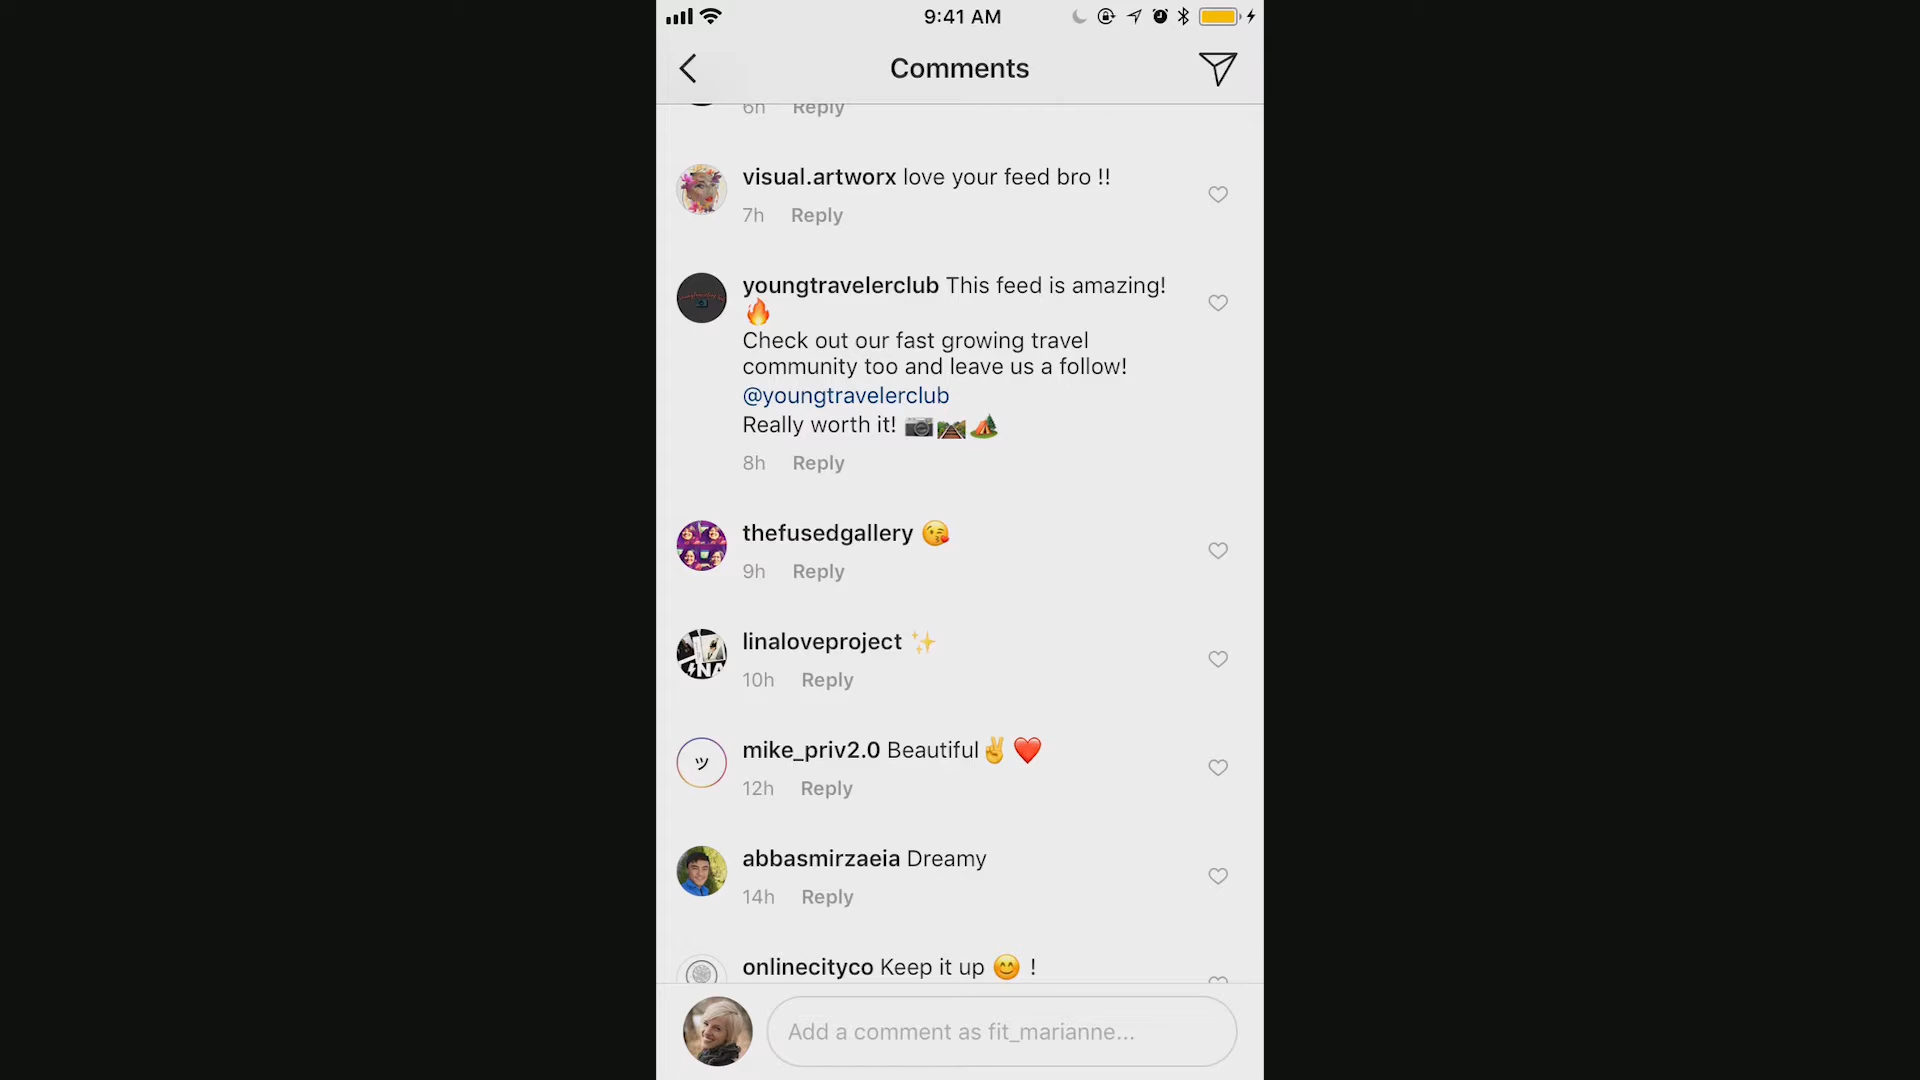 9:41 AM
Comments
6h Reply
visual.artworx love your feed bro !!
7h Reply
youngtravelerclub This feed is amazing!
🔥
Check out our fast growing travel
community too and leave us a follow!
@youngtravelerclub
Really worth it! 📷🛤️🏕️
8h Reply
thefusedgallery 😘
9h Reply
linaloveproject ✨
10h Reply
ツ
mike_priv2.0 Beautiful✌️❤️
12h Reply
abbasmirzaeia Dreamy
14h Reply
onlinecityco Keep it up 😊 !
Add a comment as fit_marianne...